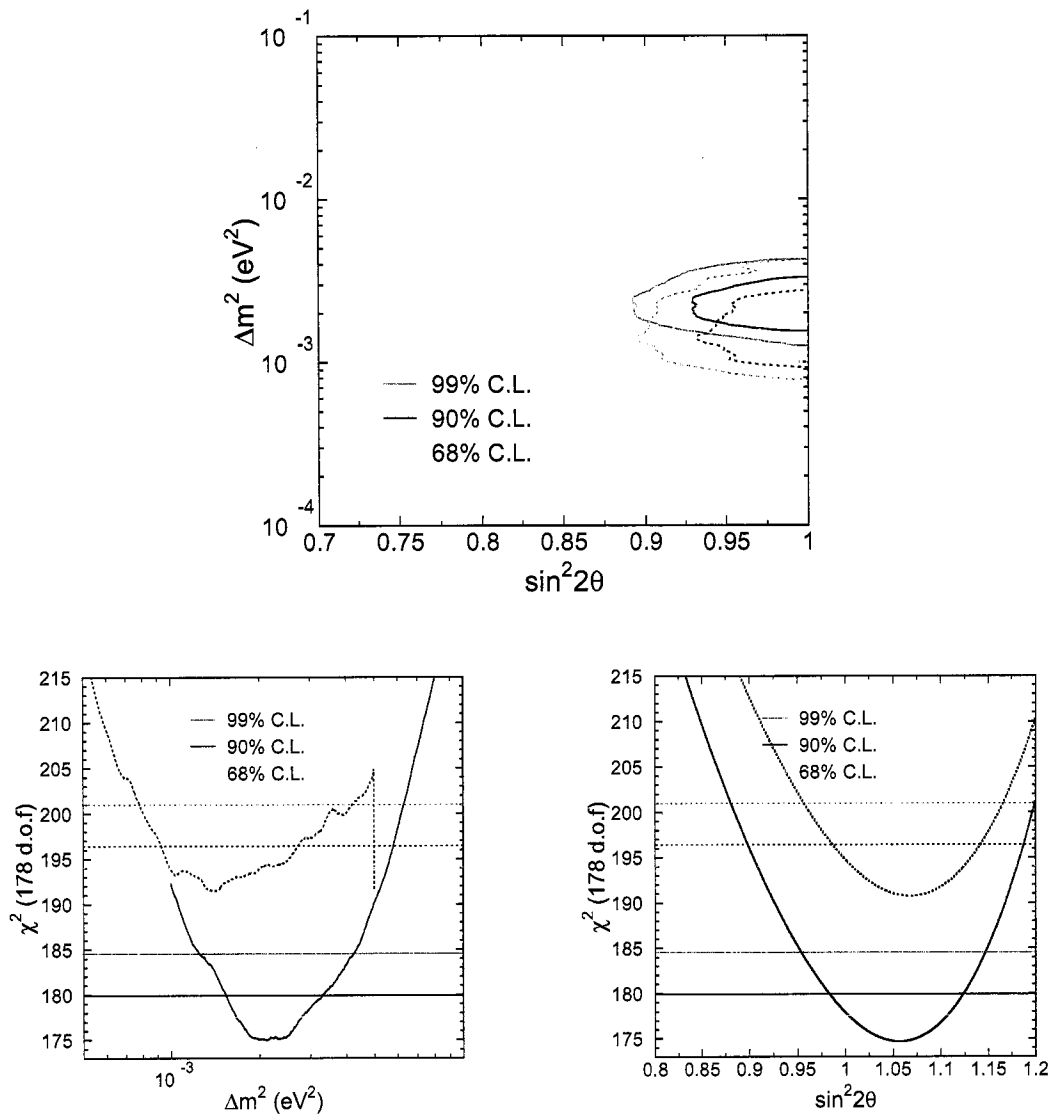 10^-1
10^-2
10^-3
10^-4
Δm² (eV²)
99% C.L.
90% C.L.
68% C.L.
0.7 0.75 0.8 0.85 0.9 0.95 1
sin²2θ
215
210
205
200
195
190
185
180
175
χ² (178 d.o.f)
99% C.L.
90% C.L.
68% C.L.
10^-3
Δm² (eV²)
215
210
205
200
195
190
185
180
175
χ² (178 d.o.f)
99% C.L.
90% C.L.
68% C.L.
0.8 0.85 0.9 0.95 1 1.05 1.1 1.15 1.2
sin²2θ